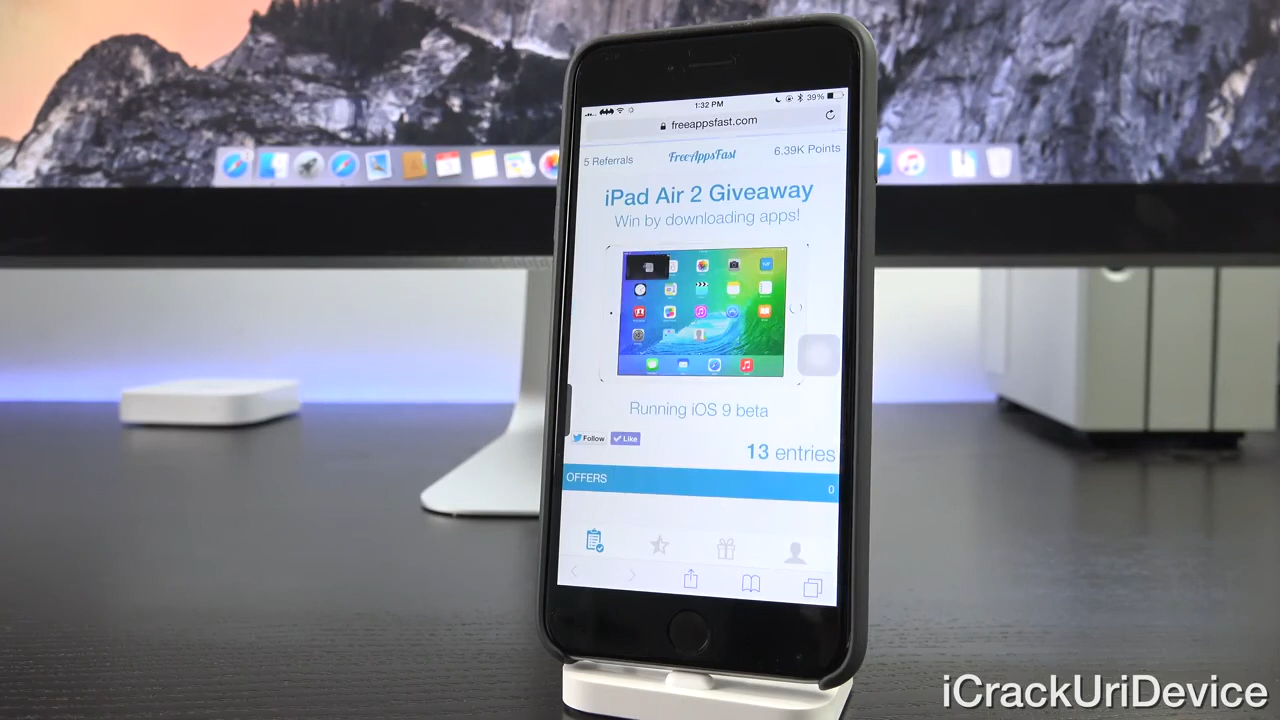 1:32 PM
39%
freeappsfast.com
5 Referrals
FreeAppsFast
6.39K Points
iPad Air 2 Giveaway
Win by downloading apps!
Running iOS 9 beta
Follow
Like
13 entries
OFFERS
0
iCrackUriDevice